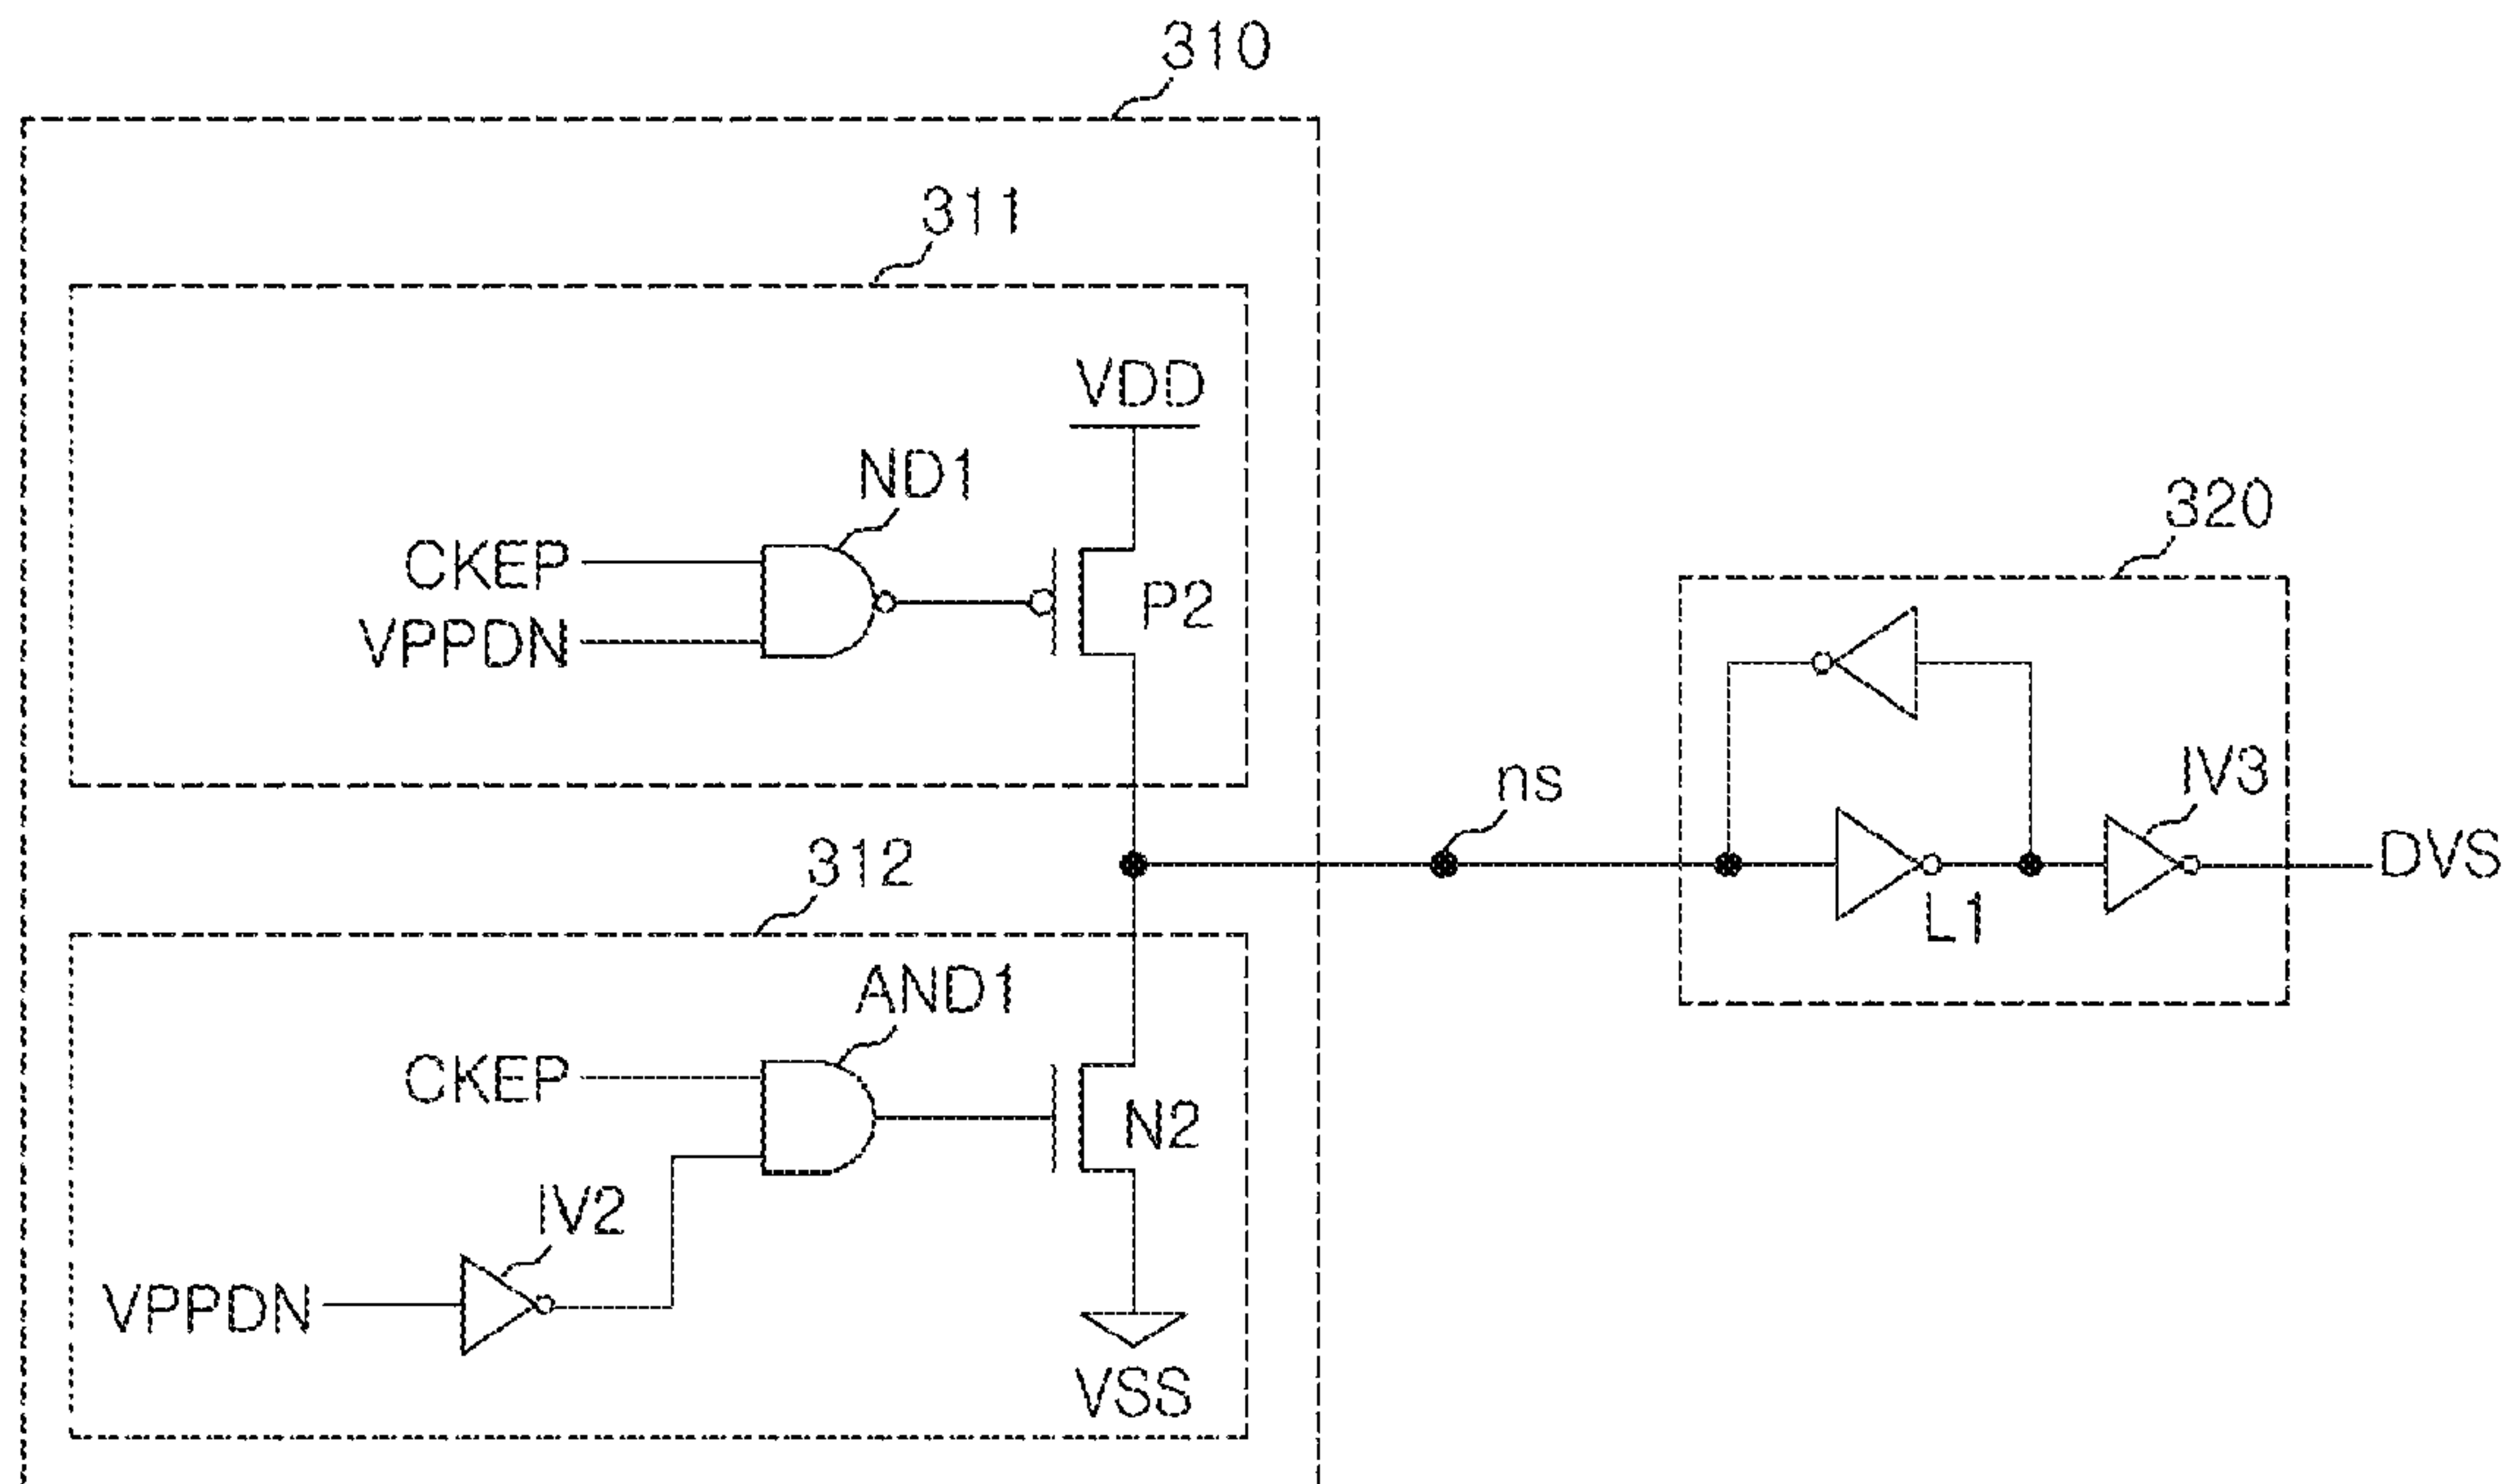 310
311
VDD
ND1
CKEP
VPPDN
P2
320
ns
IV3
DVS
L1
312
AND1
CKEP
N2
IV2
VPPDN
VSS